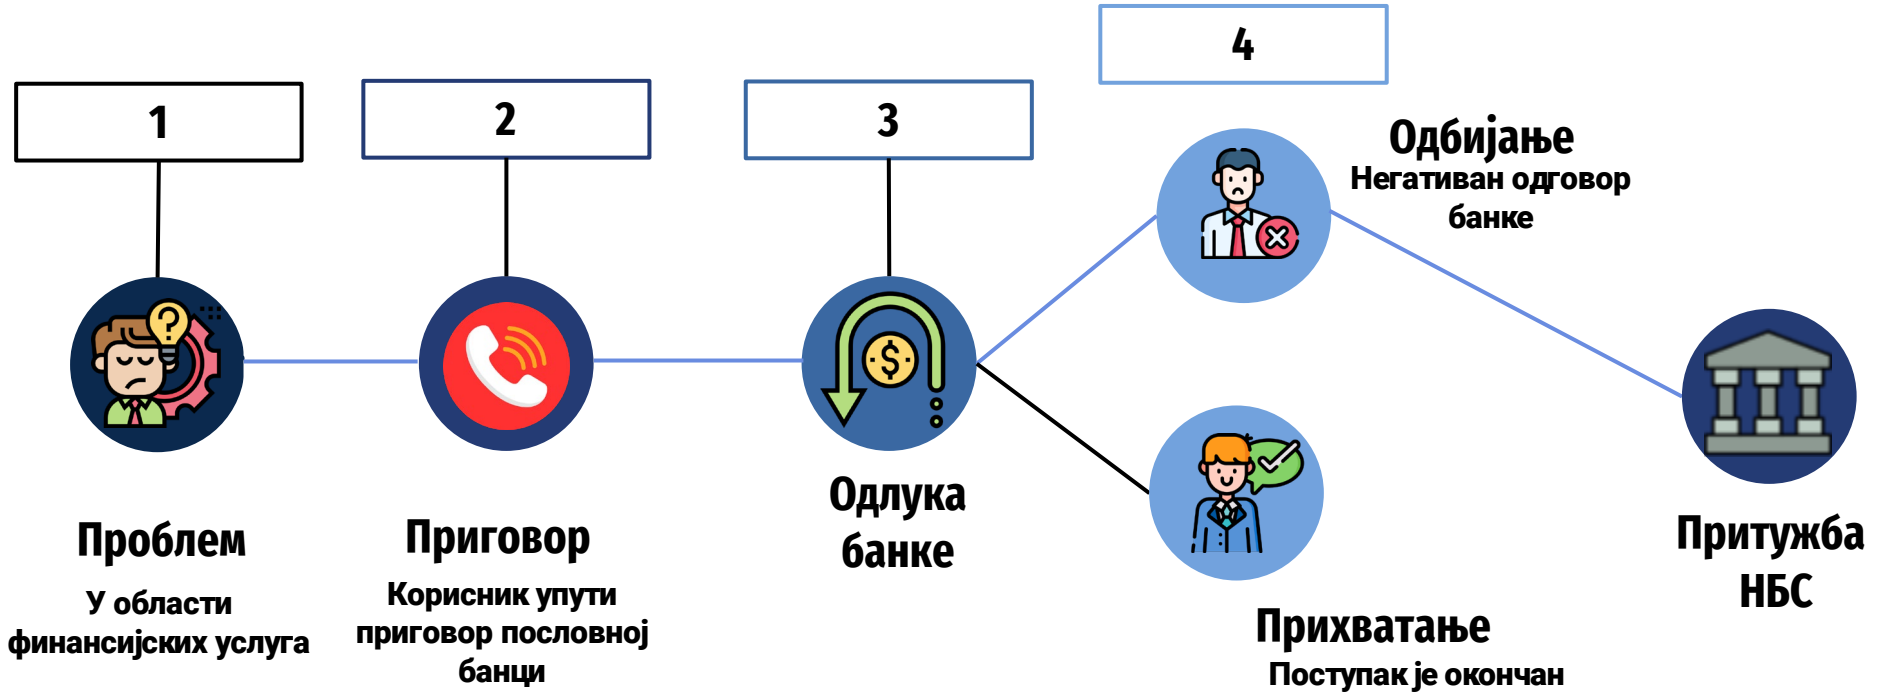 1
Проблем
У области
финансијских услуга
2
Приговор
Корисник упути
приговор пословној
банци
3
Одлука
банке
4
Одбијање
Негативан одговор
банке
Прихватање
Поступак је окончан
Притужба
НБС